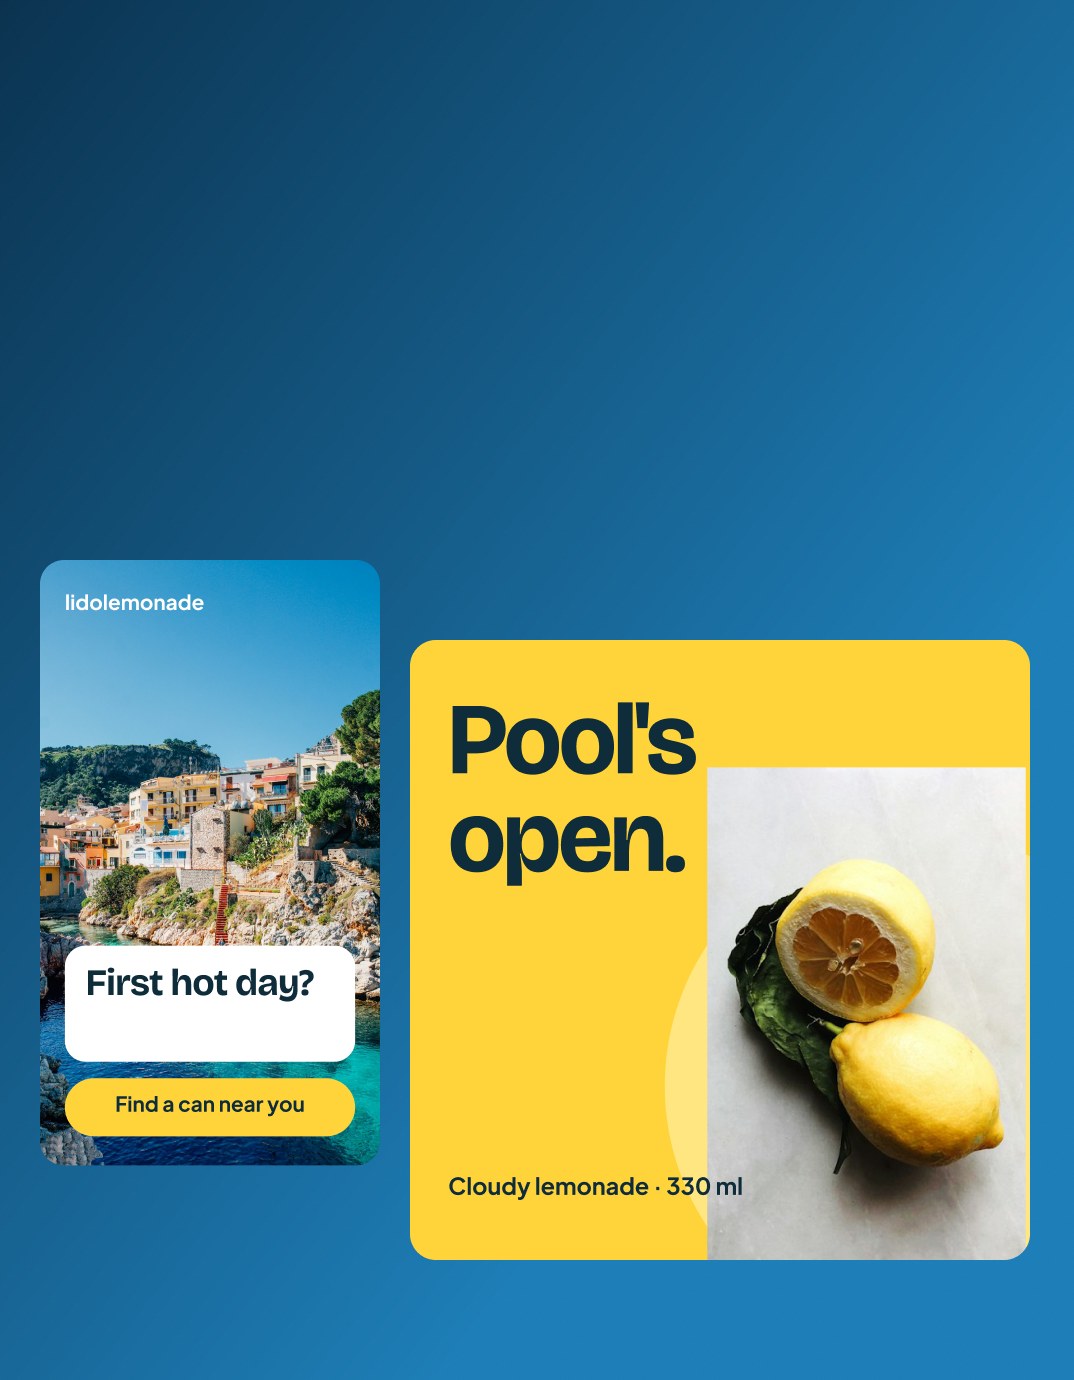 lidolemonade
First hot day?
Find a can near you
Pool's
open.
Cloudy lemonade · 330 ml